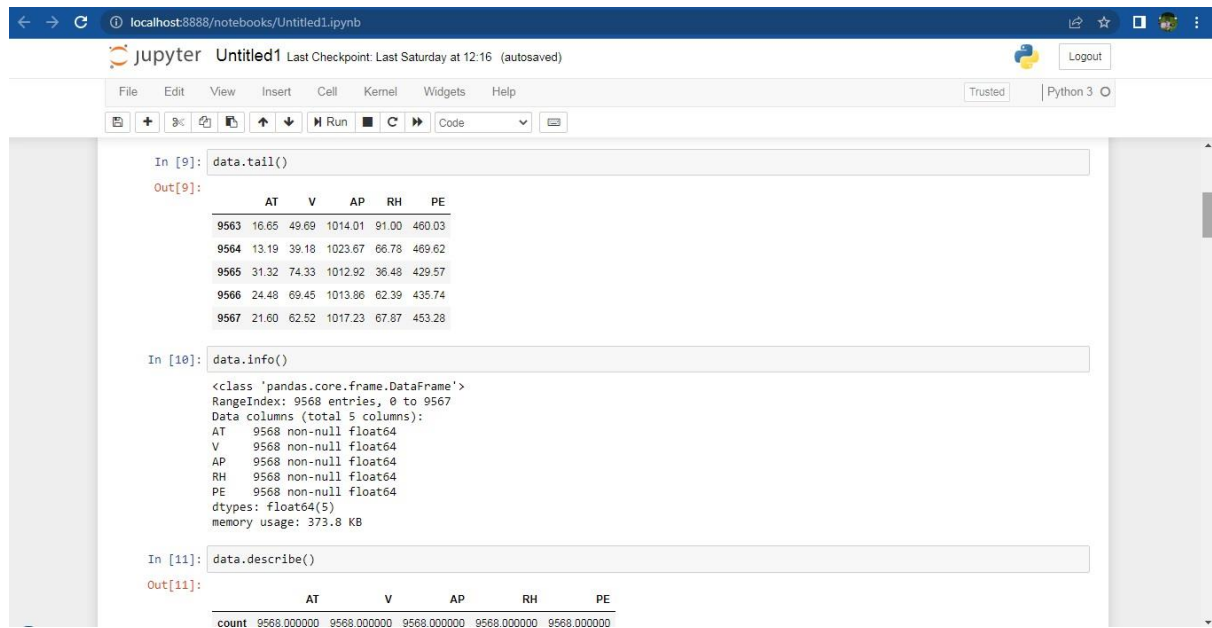 localhost:8888/notebooks/Untitled1.ipynb
jupyter Untitled1 Last Checkpoint: Last Saturday at 12:16 (autosaved)
Logout
File Edit View Insert Cell Kernel Widgets Help
Trusted
Python 3
Run
Code
In [9]: data.tail()
Out[9]:
AT V AP RH PE
9563 16.65 49.69 1014.01 91.00 460.03
9564 13.19 39.18 1023.67 66.78 469.62
9565 31.32 74.33 1012.92 36.48 429.57
9566 24.48 69.45 1013.86 62.39 435.74
9567 21.60 62.52 1017.23 67.87 453.28
In [10]: data.info()
<class 'pandas.core.frame.DataFrame'>
RangeIndex: 9568 entries, 0 to 9567
Data columns (total 5 columns):
AT 9568 non-null float64
V 9568 non-null float64
AP 9568 non-null float64
RH 9568 non-null float64
PE 9568 non-null float64
dtypes: float64(5)
memory usage: 373.8 KB
In [11]: data.describe()
Out[11]:
AT V AP RH PE
count 9568.000000 9568.000000 9568.000000 9568.000000 9568.000000